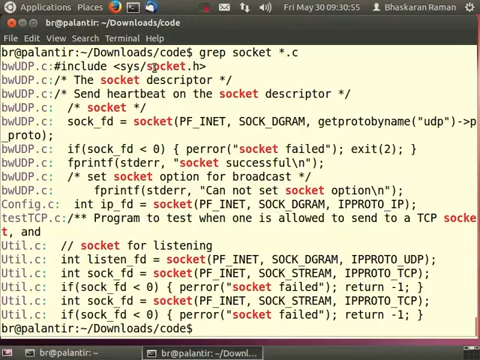 Applications Places Fri May 30 09:30:55 Bhaskaran Raman
br@palantir: ~/Downloads/code
File Edit View Search Terminal Help
br@palantir:~/Downloads/code$ grep socket *.c
bwUDP.c:#include <sys/socket.h>
bwUDP.c:/* The socket descriptor */
bwUDP.c:/* Send heartbeat on the socket descriptor */
bwUDP.c:  /* socket */
bwUDP.c:  sock_fd = socket(PF_INET, SOCK_DGRAM, getprotobyname("udp")->p
_proto);
bwUDP.c:  if(sock_fd < 0) { perror("socket failed"); exit(2); }
bwUDP.c:  fprintf(stderr, "socket successful\n");
bwUDP.c:  /* set socket option for broadcast */
bwUDP.c:      fprintf(stderr, "Can not set socket option\n");
Config.c:  int ip_fd = socket(PF_INET, SOCK_DGRAM, IPPROTO_IP);
testTCP.c:/** Program to test when one is allowed to send to a TCP socke
t, and
Util.c:  // socket for listening
Util.c:  int listen_fd = socket(PF_INET, SOCK_DGRAM, IPPROTO_UDP);
Util.c:  int sock_fd = socket(PF_INET, SOCK_STREAM, IPPROTO_TCP);
Util.c:  if(sock_fd < 0) { perror("socket failed"); return -1; }
Util.c:  int sock_fd = socket(PF_INET, SOCK_STREAM, IPPROTO_TCP);
Util.c:  if(sock_fd < 0) { perror("socket failed"); return -1; }
br@palantir:~/Downloads/code$
br@palantir: ~ br@palantir: ~/Downl...